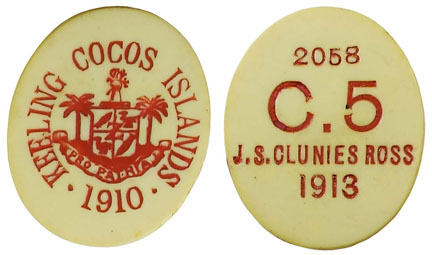 KEELING COCOS ISLANDS
PRO PATRIA
· 1910 ·
2058
C.5
J.S.CLUNIES ROSS
1913